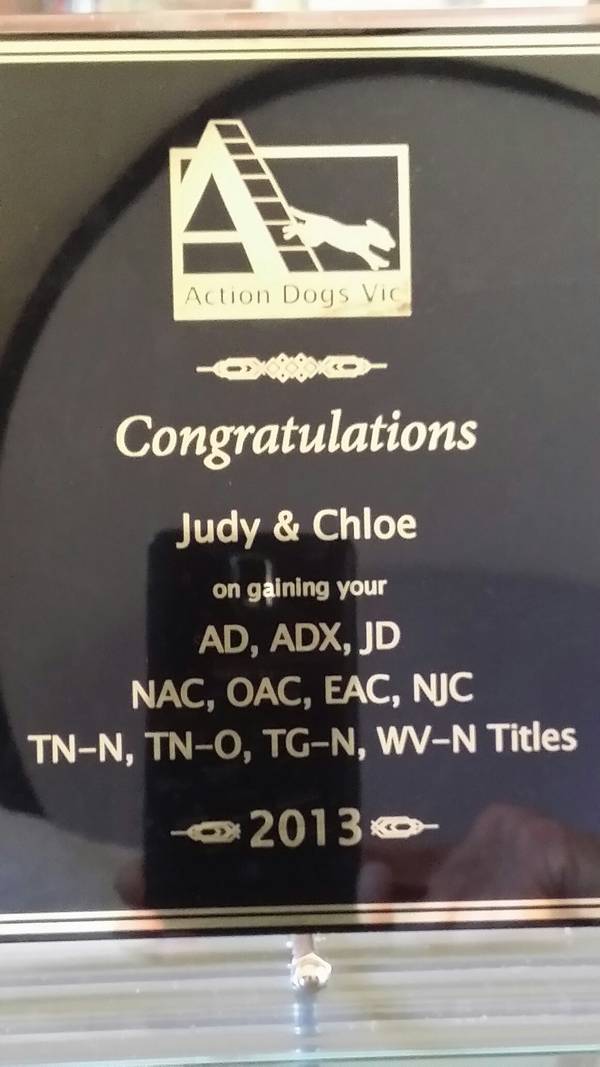 Action Dogs Vic
Congratulations
Judy & Chloe
on gaining your
AD, ADX, JD
NAC, OAC, EAC, NJC
TN-N, TN-O, TG-N, WV-N Titles
2013